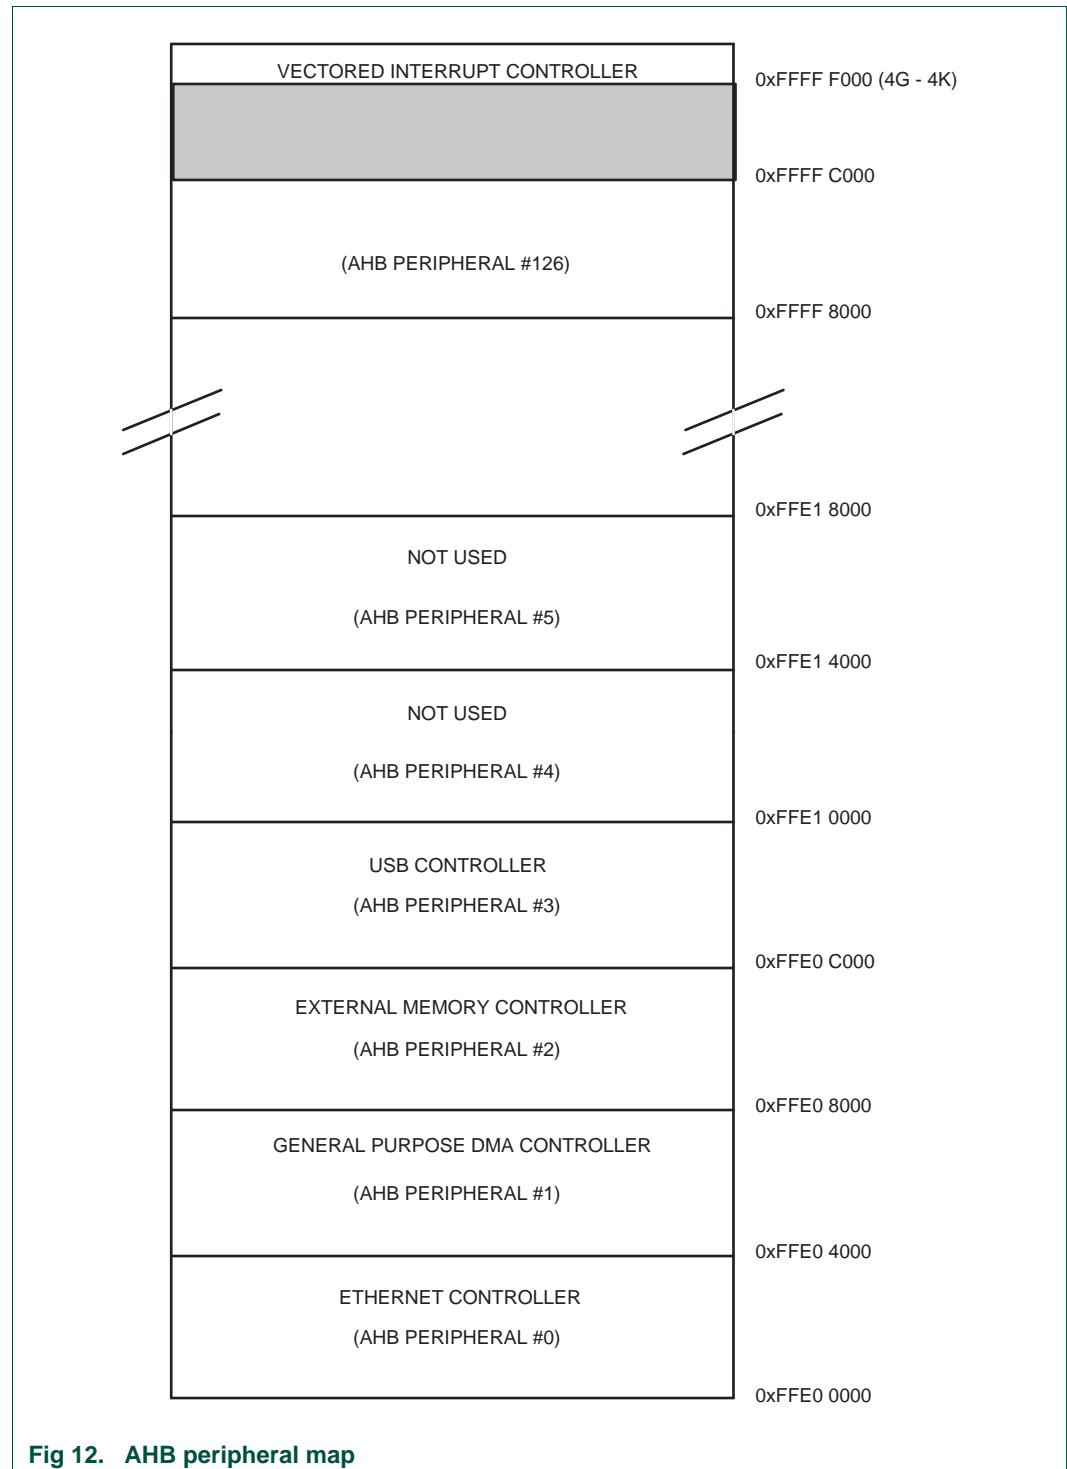 VECTORED INTERRUPT CONTROLLER
0xFFFF F000 (4G - 4K)
0xFFFF C000
(AHB PERIPHERAL #126)
0xFFFF 8000
0xFFE1 8000
NOT USED
(AHB PERIPHERAL #5)
0xFFE1 4000
NOT USED
(AHB PERIPHERAL #4)
0xFFE1 0000
USB CONTROLLER
(AHB PERIPHERAL #3)
0xFFE0 C000
EXTERNAL MEMORY CONTROLLER
(AHB PERIPHERAL #2)
0xFFE0 8000
GENERAL PURPOSE DMA CONTROLLER
(AHB PERIPHERAL #1)
0xFFE0 4000
ETHERNET CONTROLLER
(AHB PERIPHERAL #0)
0xFFE0 0000
Fig 12. AHB peripheral map